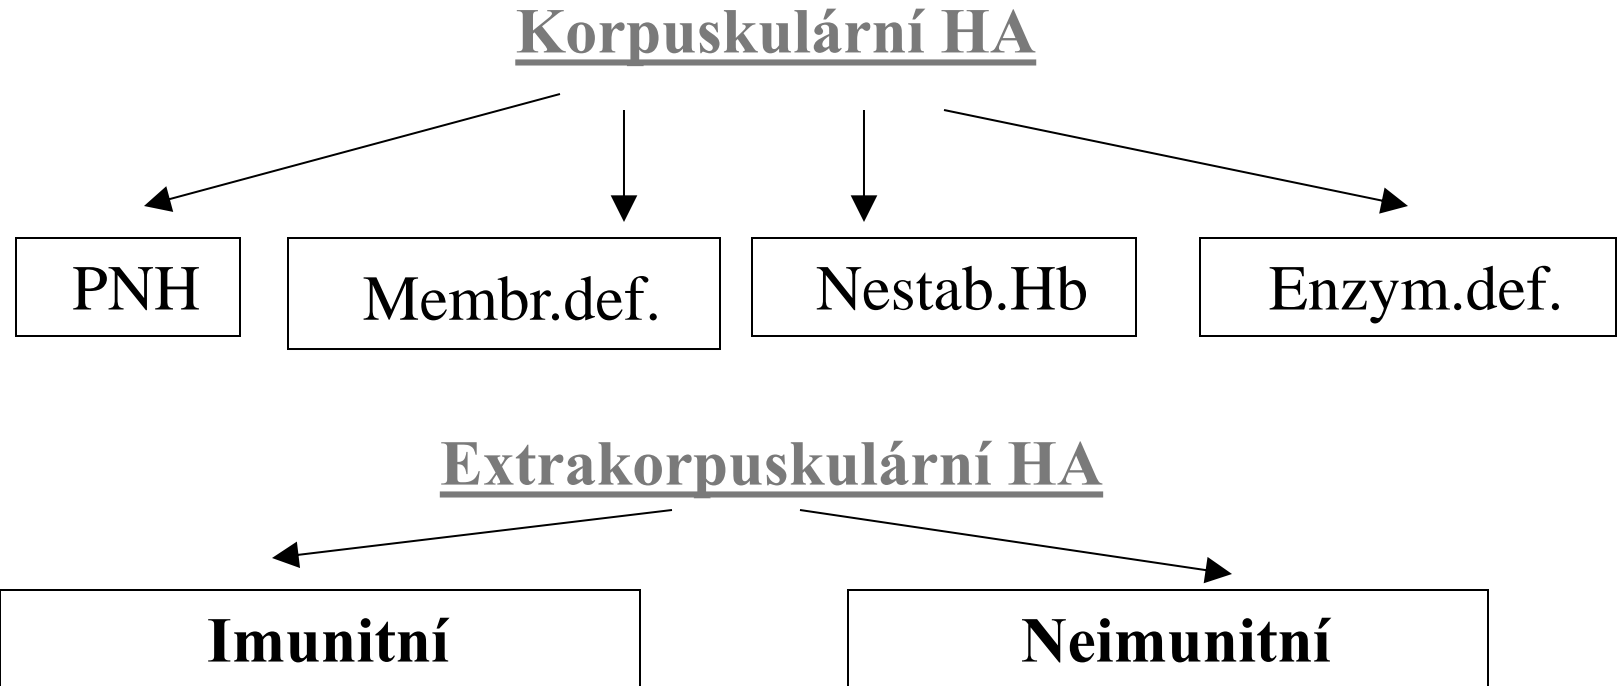 Korpuskulární HA
PNH
Membr.def.
Nestab.Hb
Enzym.def.
Extrakorpuskulární HA
Imunitní
Neimunitní